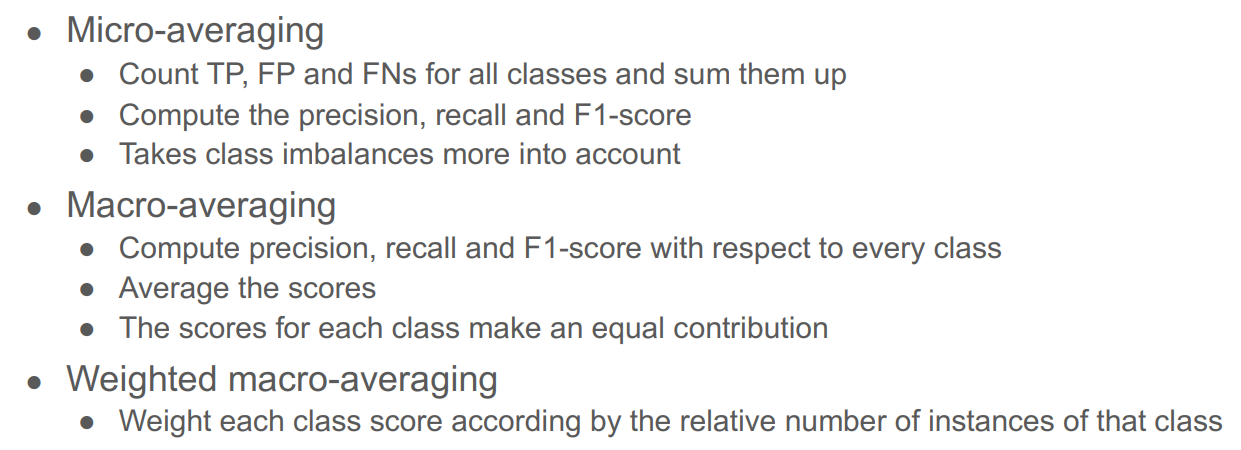 ● Micro-averaging
● Count TP, FP and FNs for all classes and sum them up
● Compute the precision, recall and F1-score
● Takes class imbalances more into account
● Macro-averaging
● Compute precision, recall and F1-score with respect to every class
● Average the scores
● The scores for each class make an equal contribution
● Weighted macro-averaging
● Weight each class score according by the relative number of instances of that class